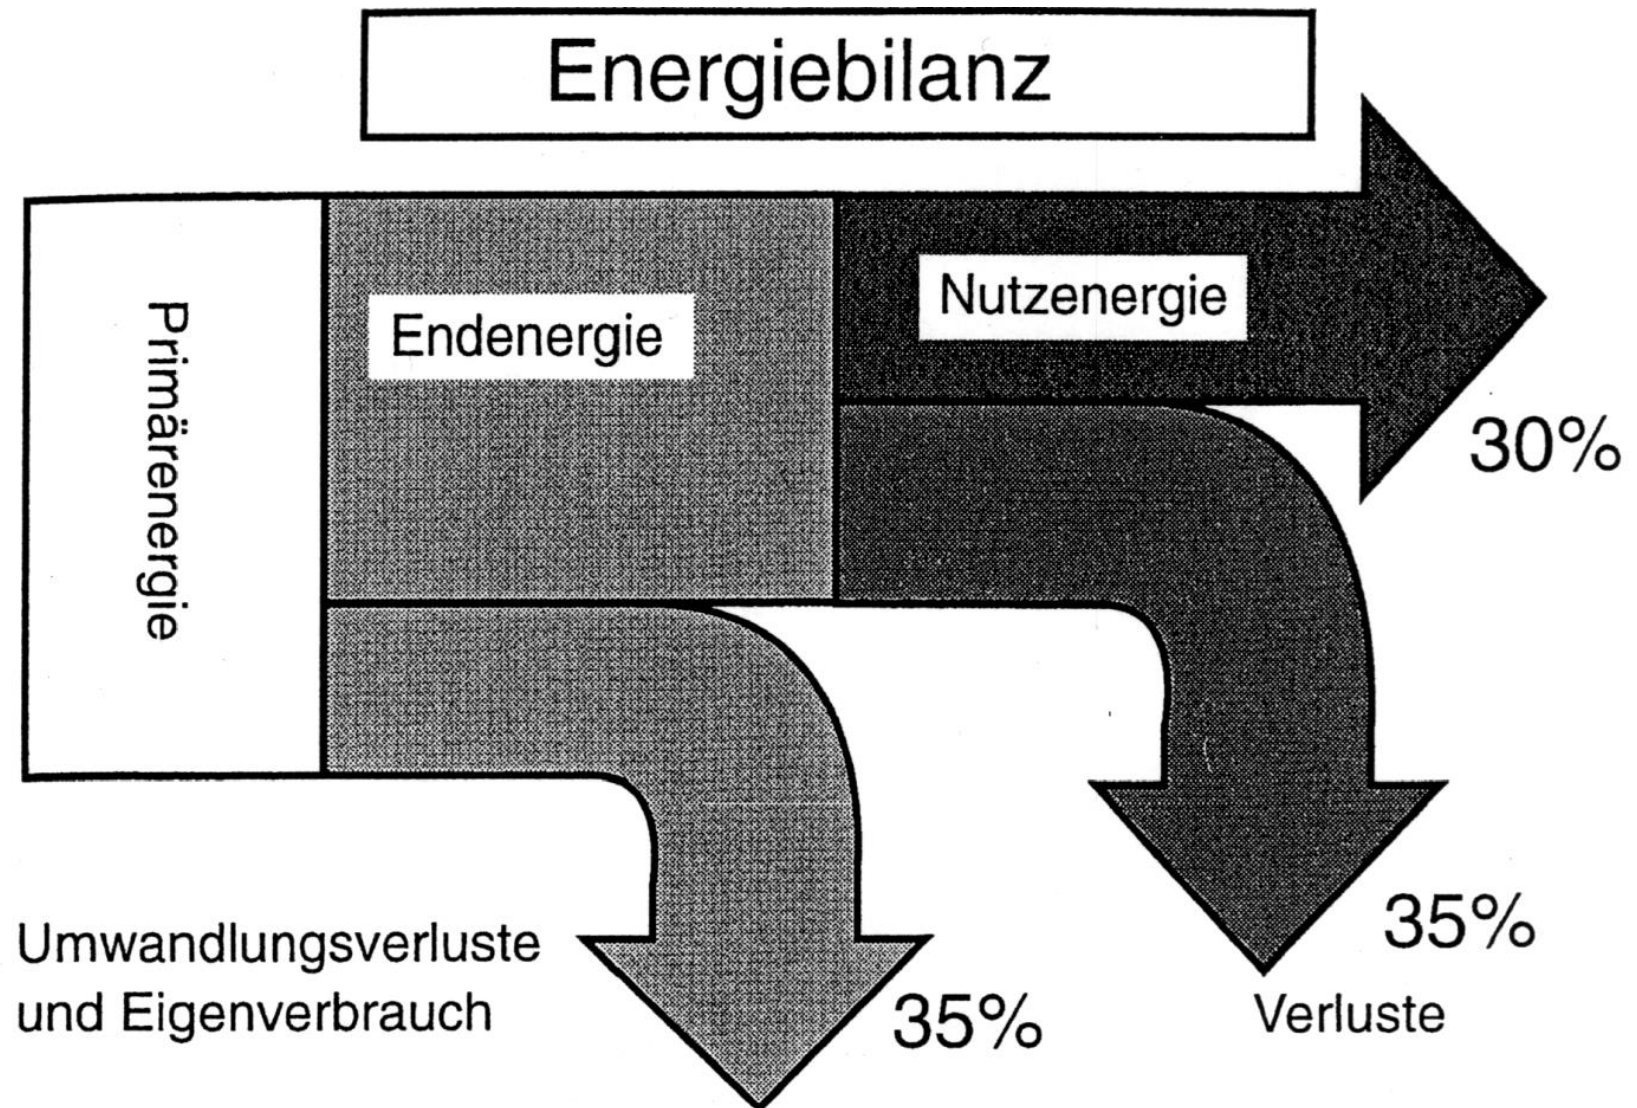 Energiebilanz
Primärenergie
Endenergie
Nutzenergie
30%
35%
Verluste
Umwandlungsverluste
und Eigenverbrauch
35%